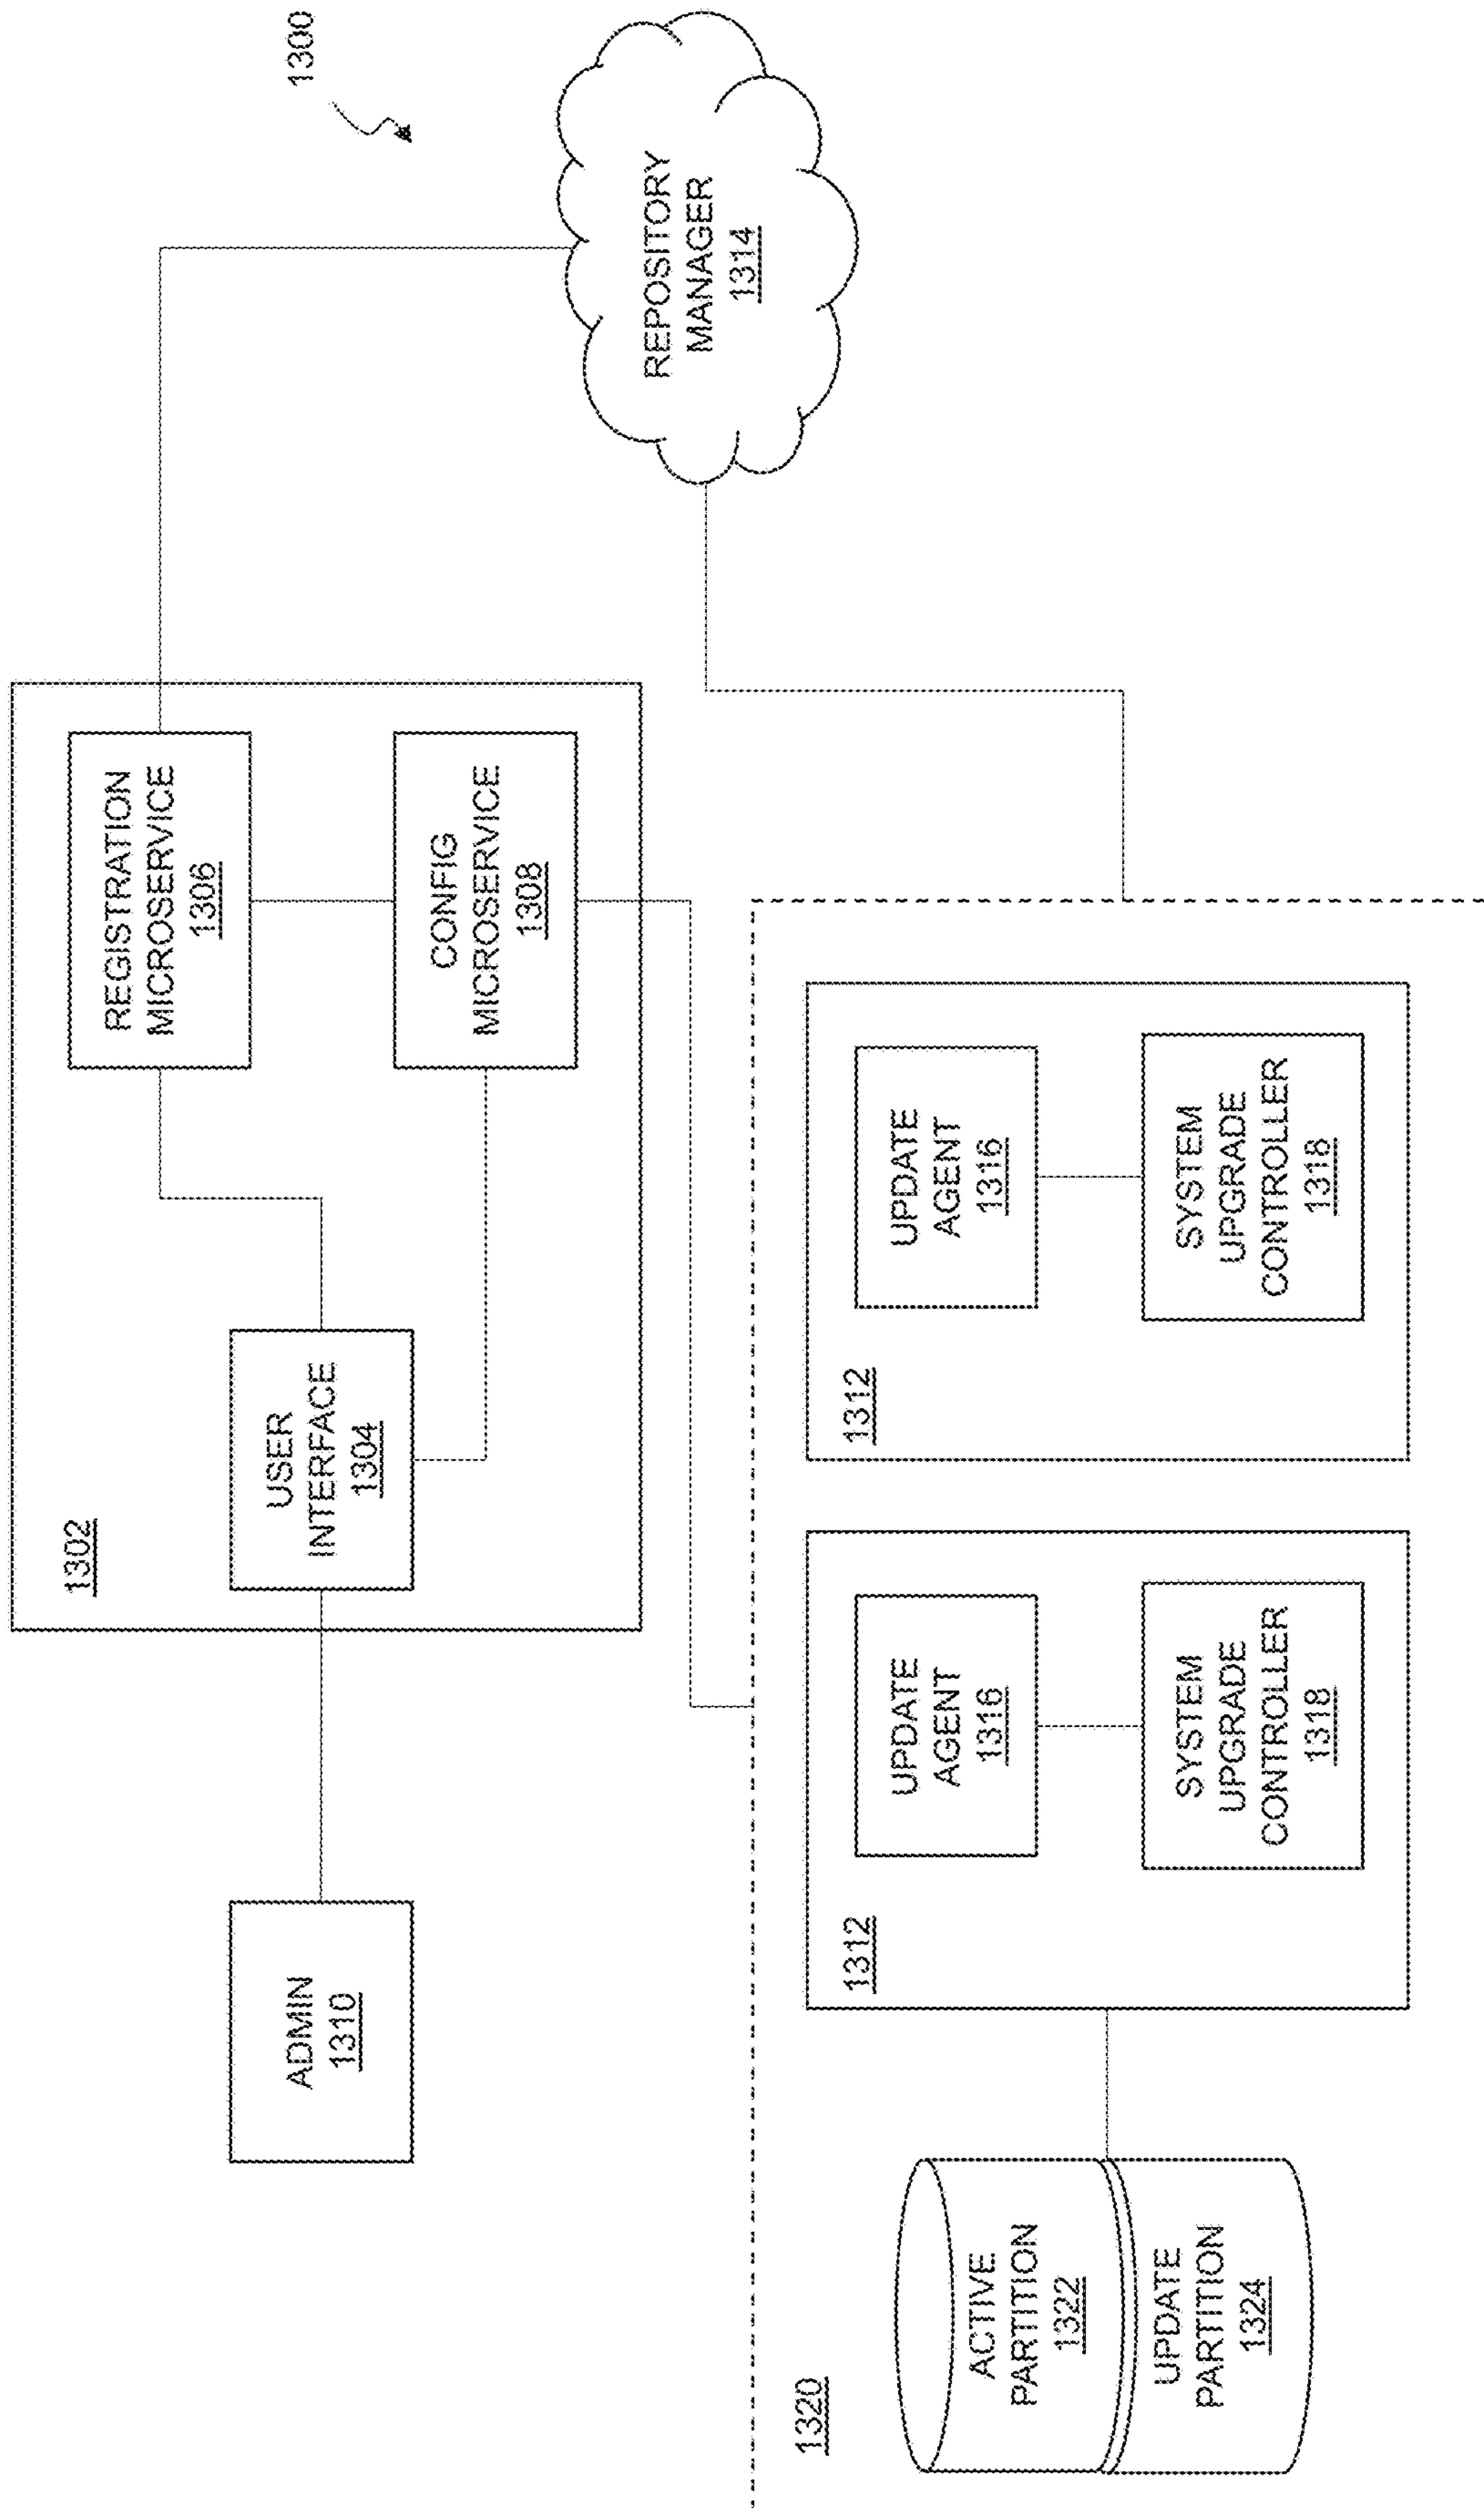 1300
1302
REGISTRATION
MICROSERVICE
1306
USER
INTERFACE
1304
CONFIG
MICROSERVICE
1308
ADMIN
1310
REPOSITORY
MANAGER
1314
1320
ACTIVE
PARTITION
1322
UPDATE
PARTITION
1324
1312
UPDATE
AGENT
1316
SYSTEM
UPGRADE
CONTROLLER
1318
1312
UPDATE
AGENT
1316
SYSTEM
UPGRADE
CONTROLLER
1318